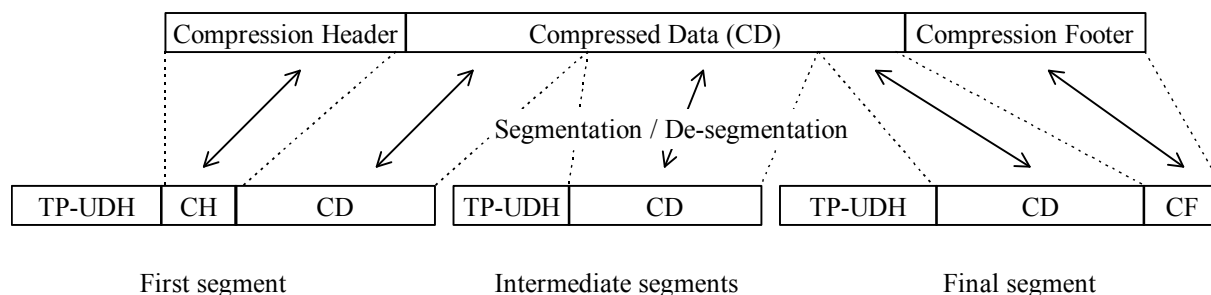 Compression Header Compressed Data (CD) Compression Footer
Segmentation / De-segmentation
TP-UDH CH CD TP-UDH CD TP-UDH CD CF
First segment Intermediate segments Final segment